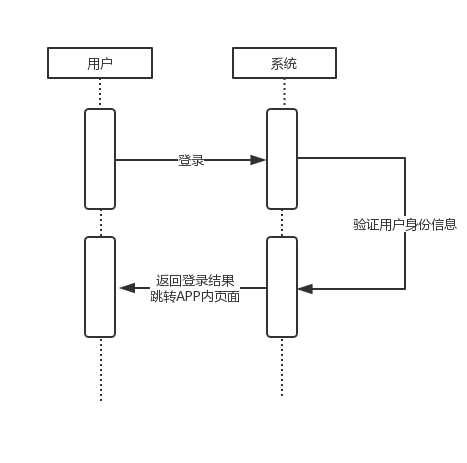 用户
系统
登录
验证用户身份信息
返回登录结果
跳转APP内页面